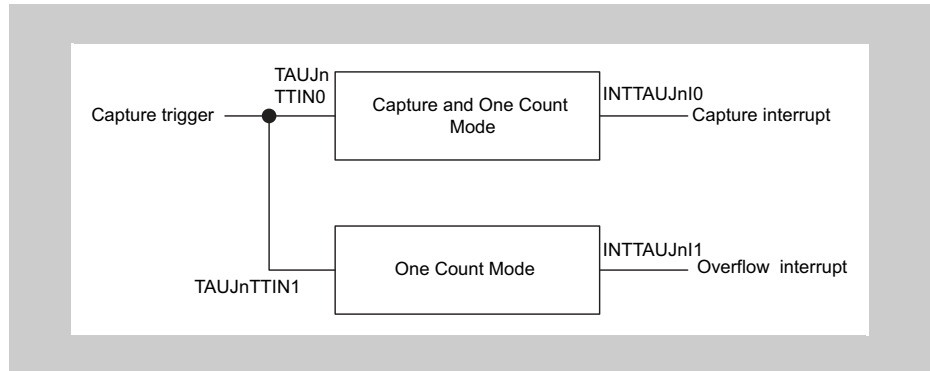 TAUJn
TTIN0
Capture trigger
Capture and One Count
Mode
INTTAUJnI0
Capture interrupt
TAUJnTTIN1
One Count Mode
INTTAUJnI1
Overflow interrupt